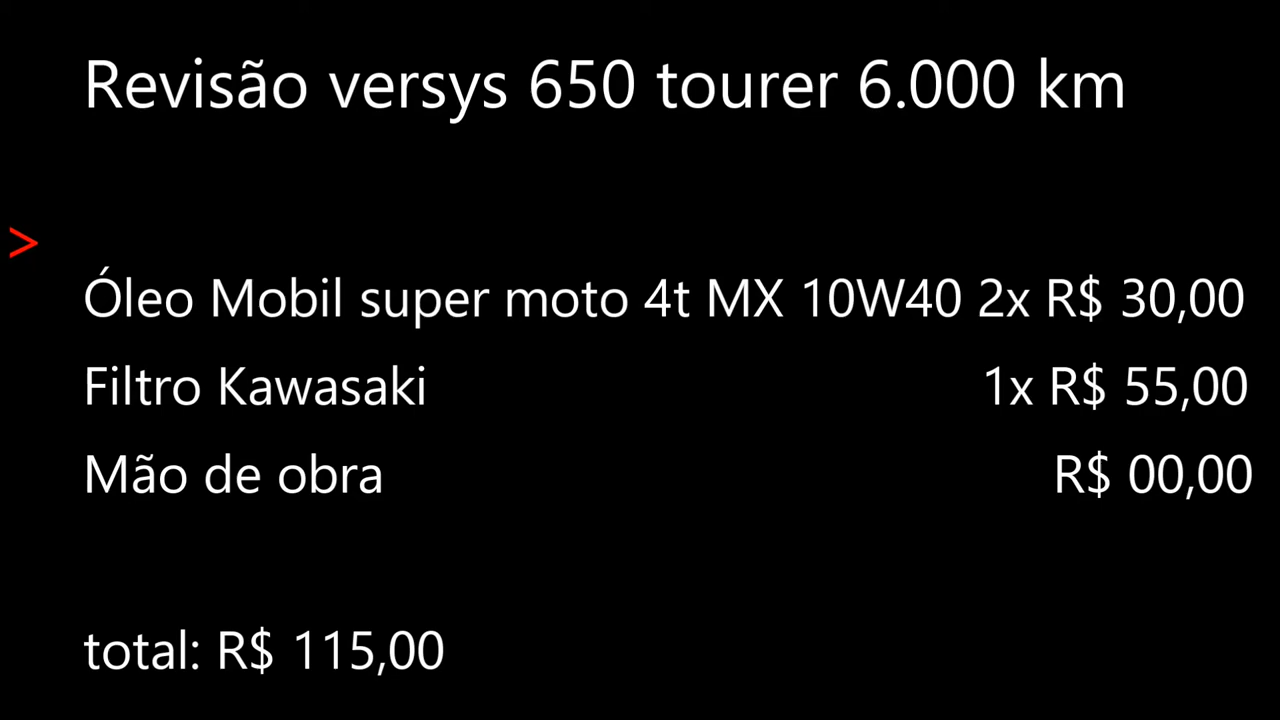 Revisão versys 650 tourer 6.000 km
>
Óleo Mobil super moto 4t MX 10W40 2x R$ 30,00
Filtro Kawasaki 1x R$ 55,00
Mão de obra R$ 00,00
total: R$ 115,00